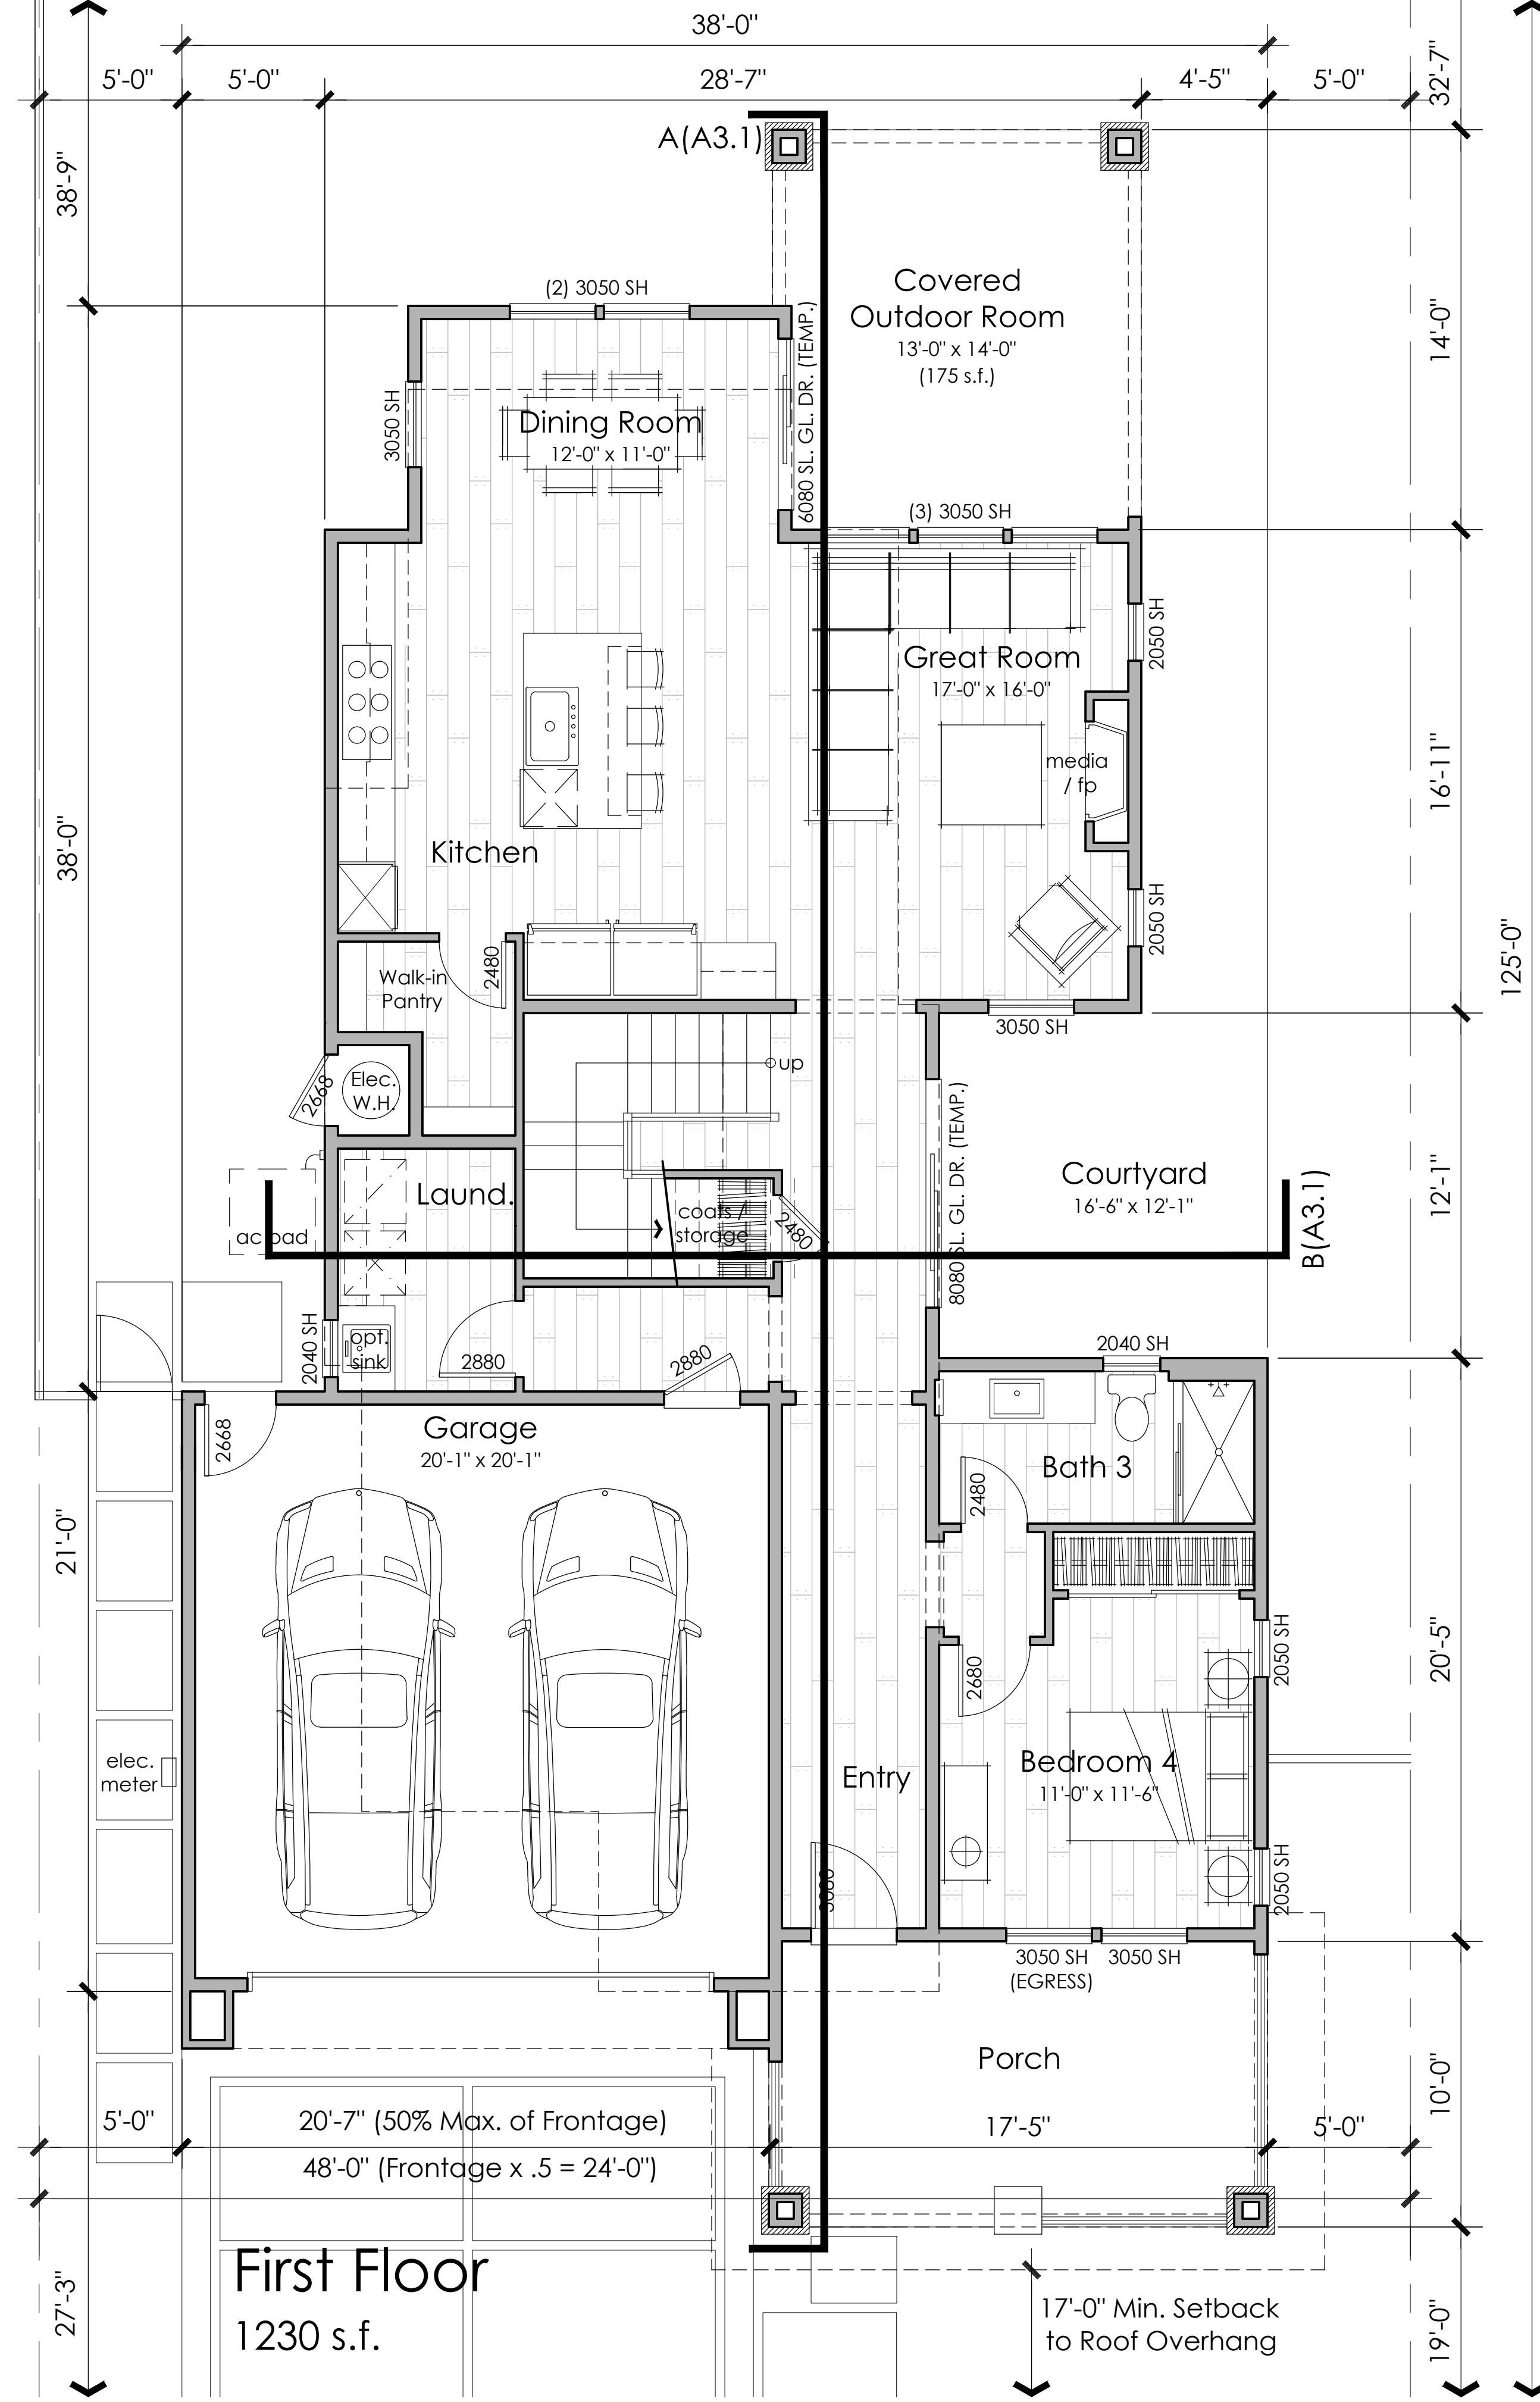 38'-0"
5'-0"
5'-0"
28'-7"
4'-5"
5'-0"
32'-7"
A(A3.1)
38'-9"
(2) 3050 SH
Covered
Outdoor Room
13'-0" x 14'-0"
(175 s.f.)
14'-0"
3050 SH
Dining Room
12'-0" x 11'-0"
6080 SL. GL. DR. (TEMP.)
(3) 3050 SH
2050 SH
Great Room
17'-0" x 16'-0"
media
/ fp
16'-11"
38'-0"
Kitchen
2050 SH
125'-0"
Walk-in
Pantry
2480
3050 SH
up
2668
Elec.
W.H.
8080 SL. GL. DR. (TEMP.)
Courtyard
16'-6" x 12'-1"
12'-1"
Laund.
coats /
storage
2480
ac pad
B(A3.1)
2040 SH
opt.
sink
2880
2880
2040 SH
2668
Garage
20'-1" x 20'-1"
Bath 3
2480
21'-0"
2050 SH
20'-5"
2680
elec.
meter
Entry
Bedroom 4
11'-0" x 11'-6"
3080
2050 SH
3050 SH
(EGRESS)
3050 SH
Porch
10'-0"
5'-0"
20'-7" (50% Max. of Frontage)
17'-5"
5'-0"
48'-0" (Frontage x .5 = 24'-0")
First Floor
1230 s.f.
27'-3"
17'-0" Min. Setback
to Roof Overhang
19'-0"